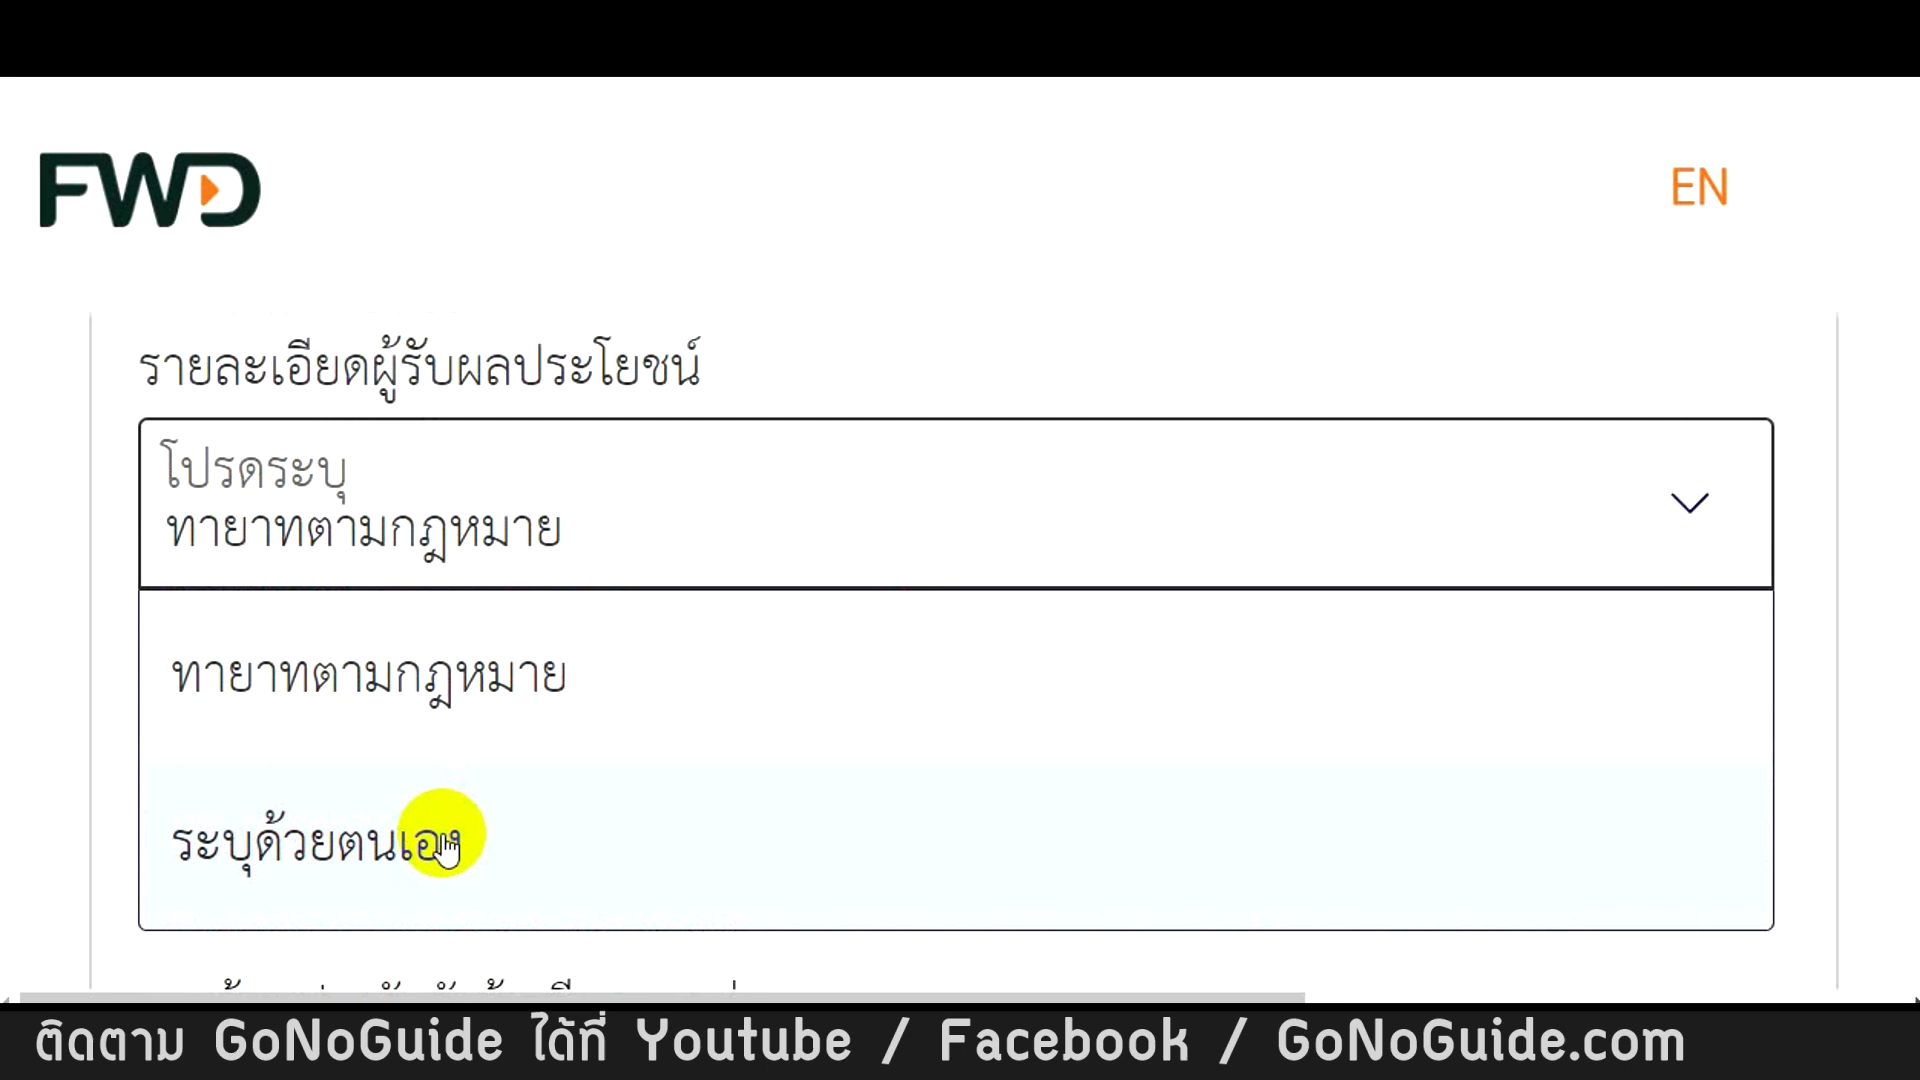 FWD
EN
รายละเอียดผู้รับผลประโยชน์
โปรดระบุ
ทายาทตามกฎหมาย
ทายาทตามกฎหมาย
ระบุด้วยตนเอง
ติดตาม GoNoGuide ได้ที่ Youtube / Facebook / GoNoGuide.com